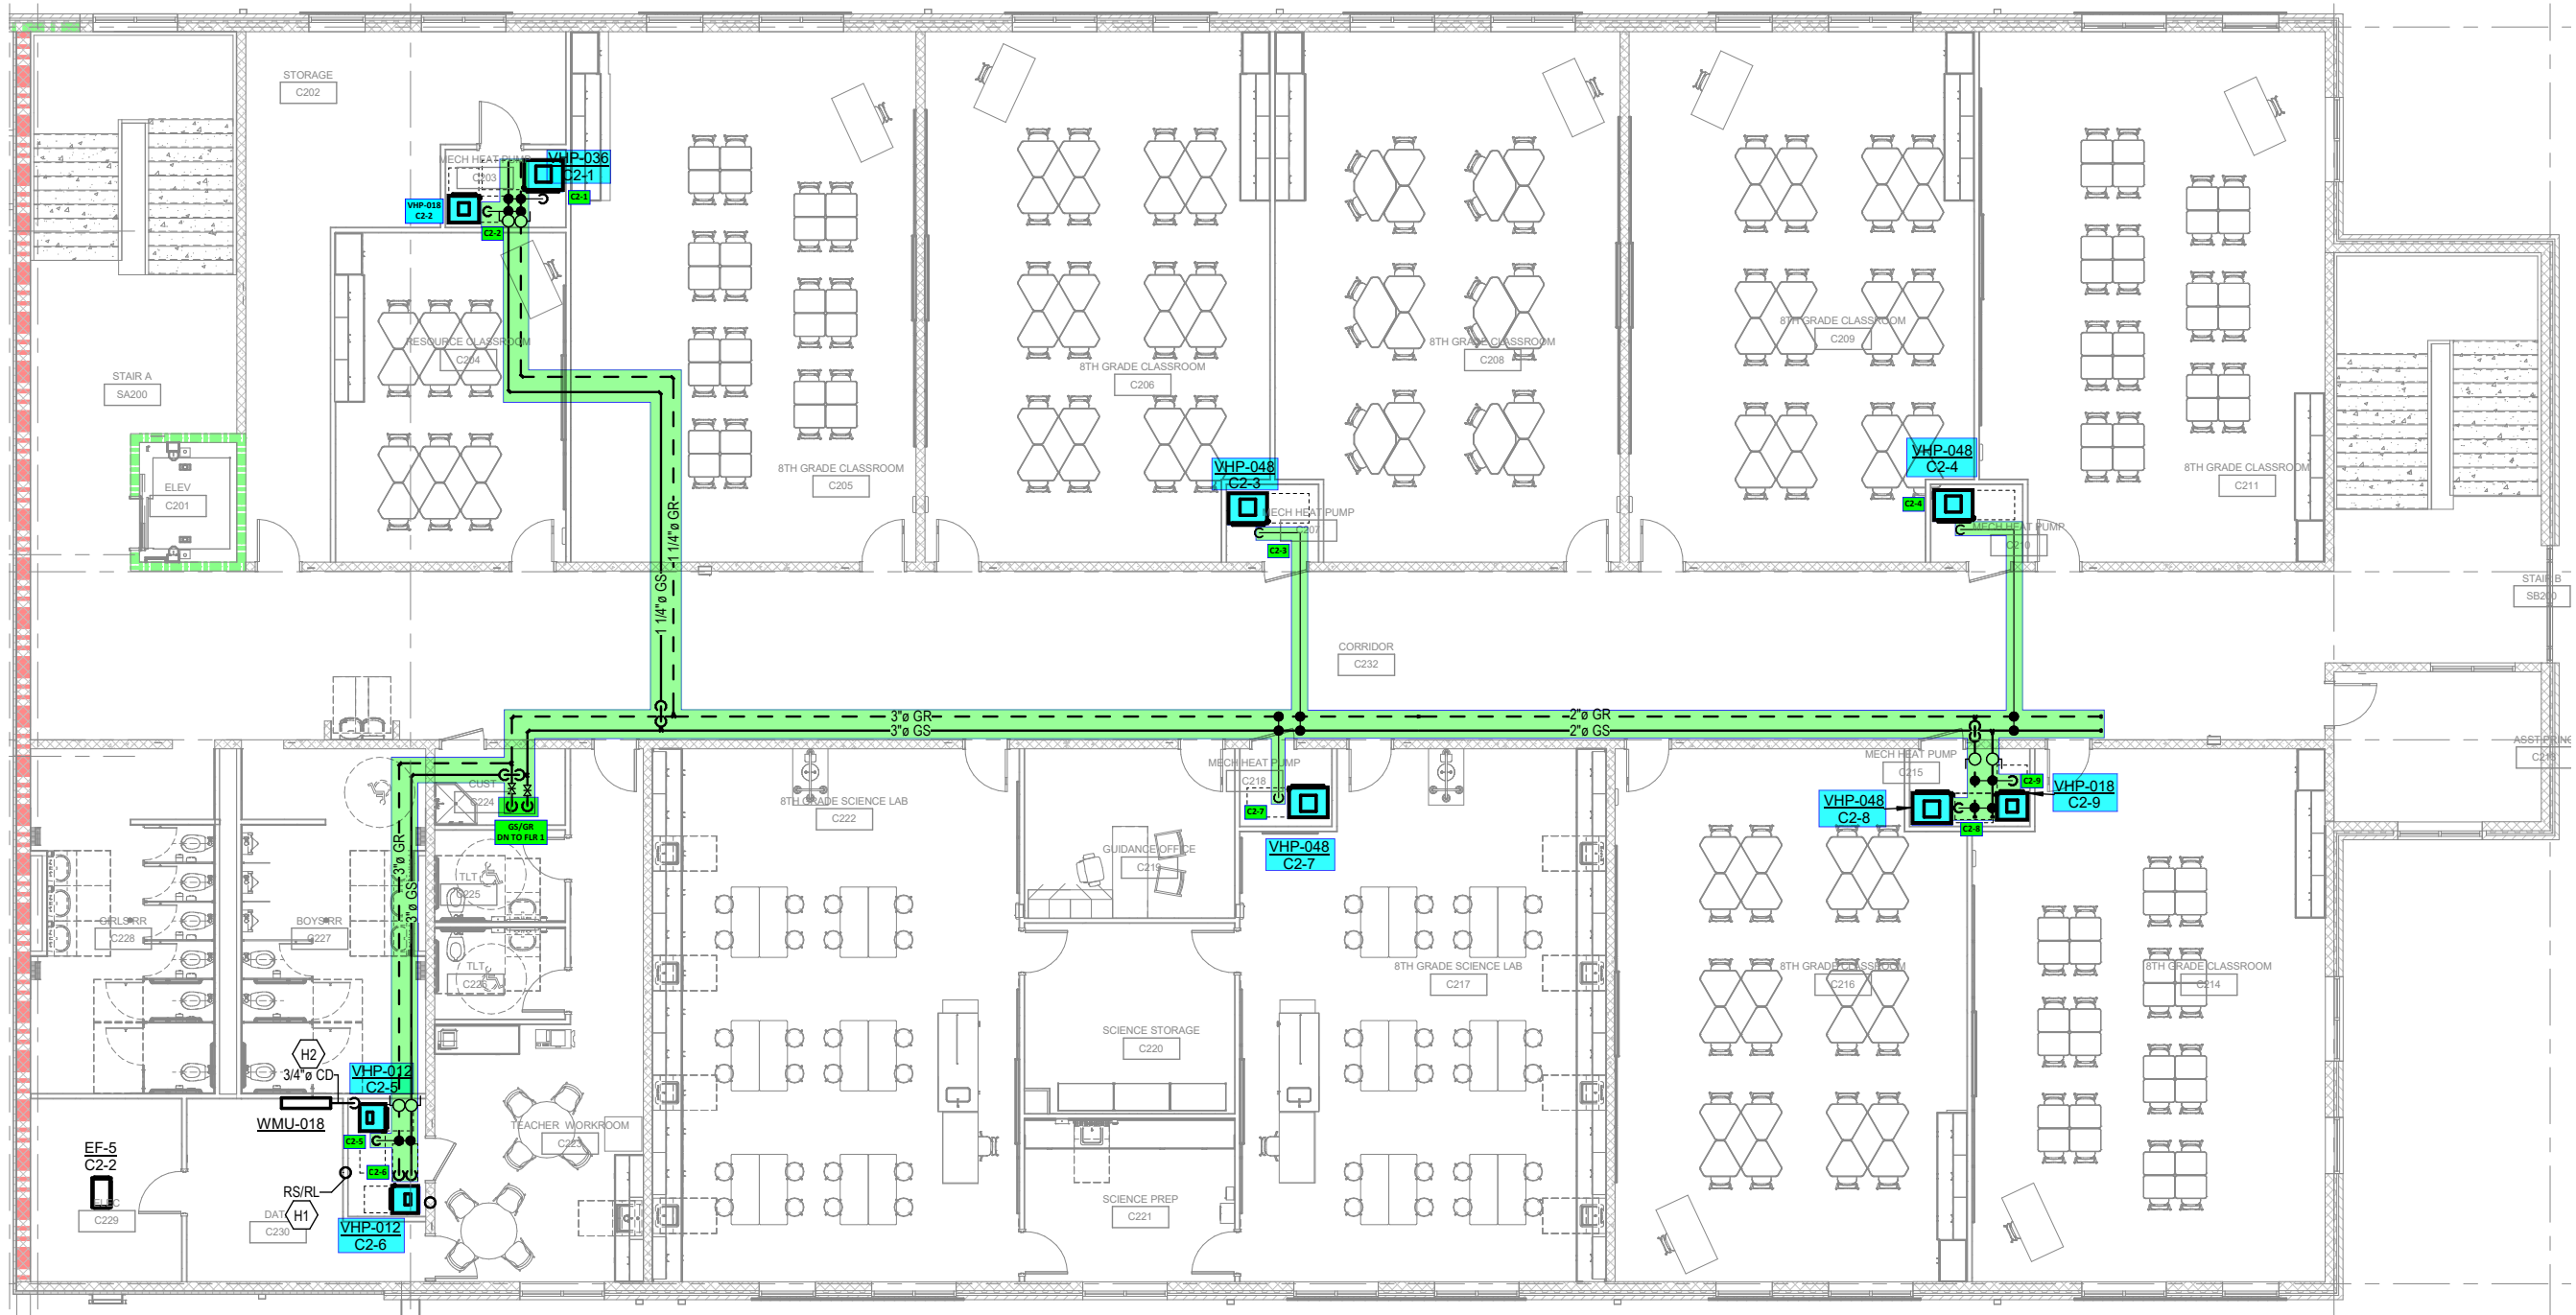 STORAGE
C202
MECH HEAT PUMP
C203
VHP-036
C2-1
C2-1
VHP-018
C2-2
C2-2
RESOURCE CLASSROOM
C204
STAIR A
SA200
ELEV
C201
8TH GRADE CLASSROOM
C205
8TH GRADE CLASSROOM
C206
8TH GRADE CLASSROOM
C208
8TH GRADE CLASSROOM
C209
8TH GRADE CLASSROOM
C211
VHP-048
C2-3
MECH HEAT PUMP
C207
C2-3
VHP-048
C2-4
C2-4
MECH HEAT PUMP
C210
1 1/4"ø GR
1 1/4"ø GS
STAIR B
SB200
CORRIDOR
C232
3"ø GR
3"ø GS
2"ø GR
2"ø GS
CUST
C224
GS/GR
DN TO FLR 1
8TH GRADE SCIENCE LAB
C222
MECH HEAT PUMP
C218
C2-7
VHP-048
C2-7
MECH HEAT PUMP
C215
C2-9
VHP-018
C2-9
VHP-048
C2-8
C2-8
ASST PRINC
3"ø GR
3"ø GS
GUIDANCE OFFICE
C219
TLT
C225
TLT
C226
GIRLS RR
C228
BOYS RR
C227
8TH GRADE SCIENCE LAB
C217
8TH GRADE CLASSROOM
C216
8TH GRADE CLASSROOM
C214
SCIENCE STORAGE
C220
H2
3/4"ø CD
VHP-012
C2-5
WMU-018
C2-5
C2-6
TEACHER WORKROOM
C223
EF-5
C2-2
ELEC
C229
RS/RL
H1
C230
VHP-012
C2-6
SCIENCE PREP
C221